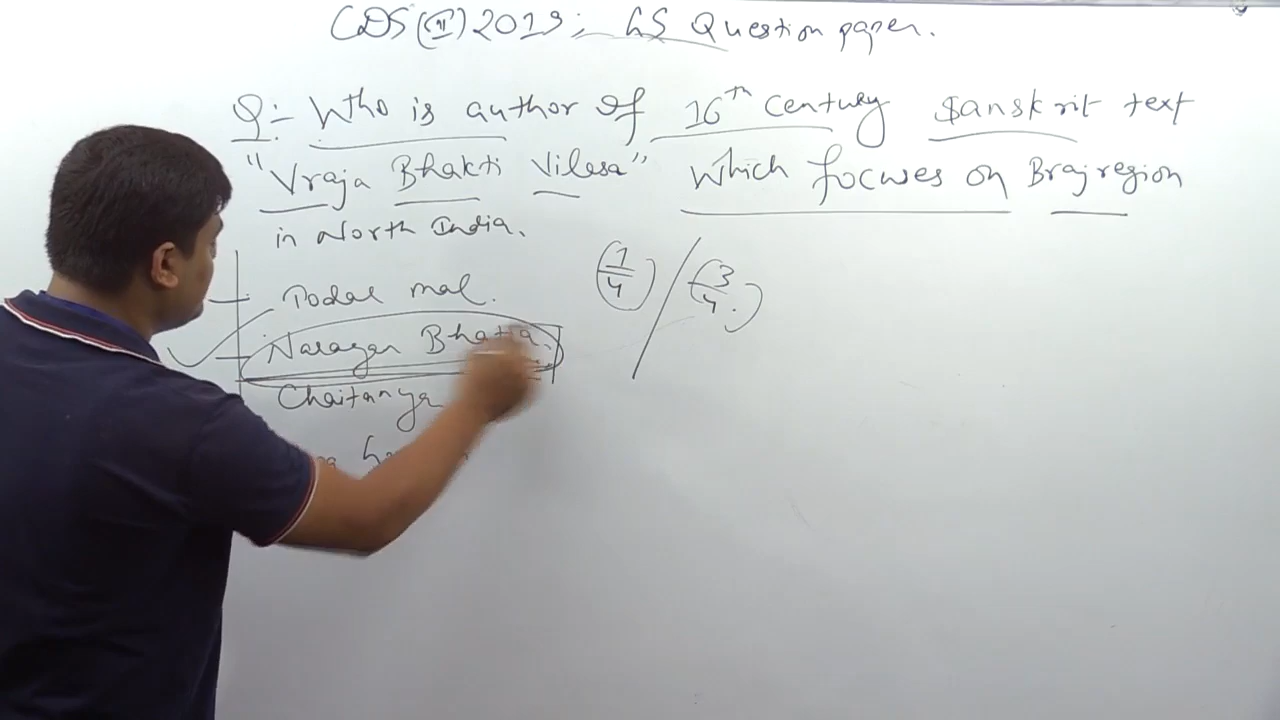 CDS (II) 2019; GS Question paper.
Q:- Who is author of 16th Century Sanskrit text
"Vraja Bhakti Vilasa" which focuses on Braj region
in North India.
(1/4) / (3/4.)
Todar mal.
Narayan Bhatta.
Chaitanya